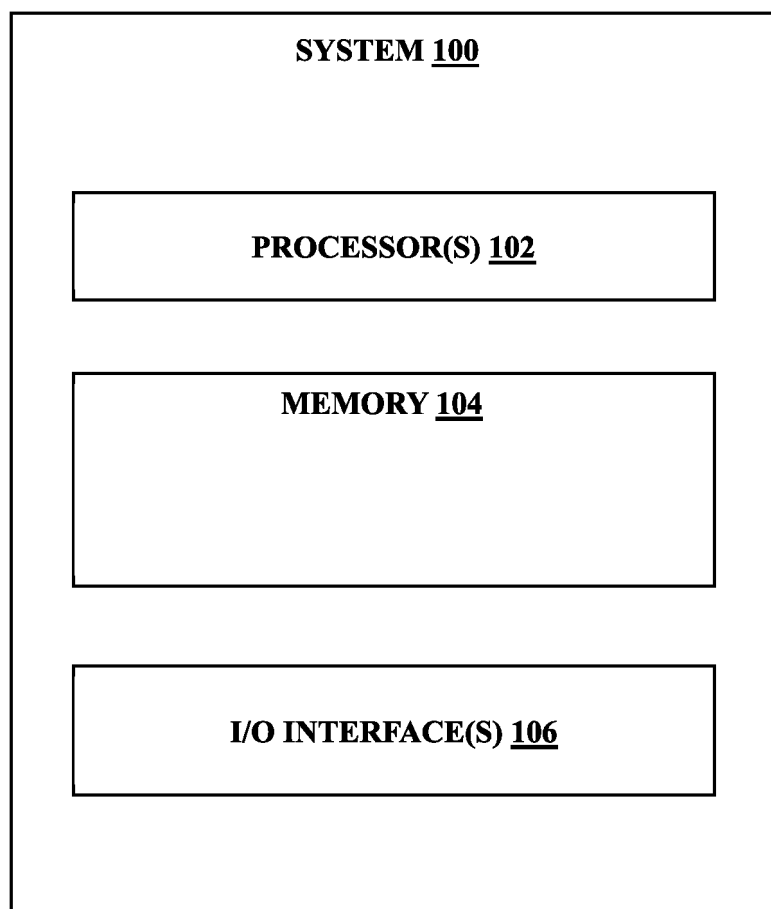 SYSTEM 100
PROCESSOR(S) 102
MEMORY 104
I/O INTERFACE(S) 106